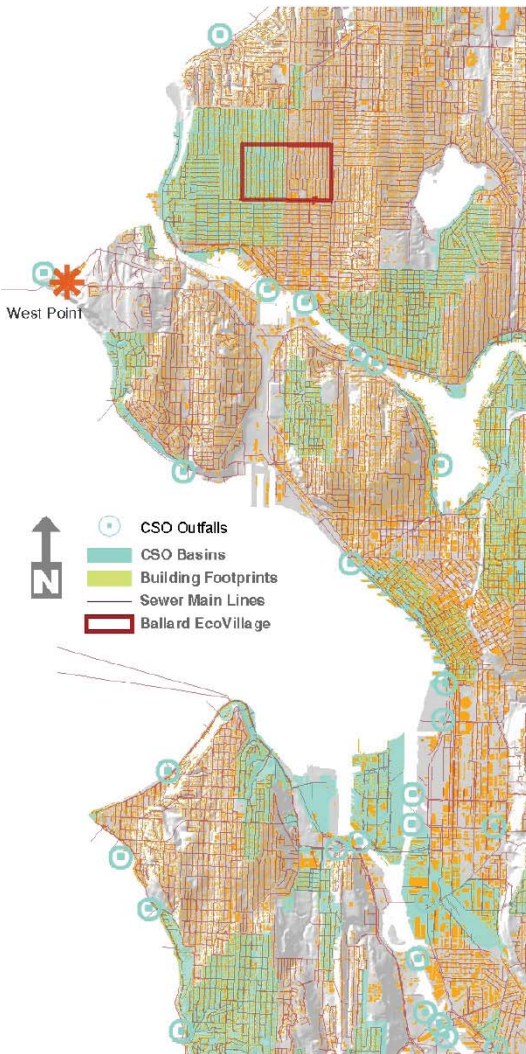 West Point
CSO Outfalls
CSO Basins
Building Footprints
N
Sewer Main Lines
Ballard EcoVillage